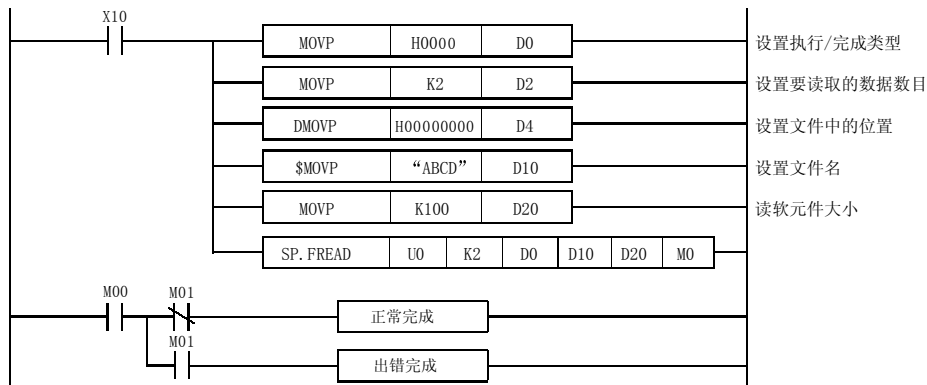 X10
MOVP H0000 D0 设置执行/完成类型
MOVP K2 D2 设置要读取的数据数目
DMOVP H00000000 D4 设置文件中的位置
$MOVP “ABCD” D10 设置文件名
MOVP K100 D20 读软元件大小
SP.FREAD U0 K2 D0 D10 D20 M0
M00 M01
正常完成
M01
出错完成